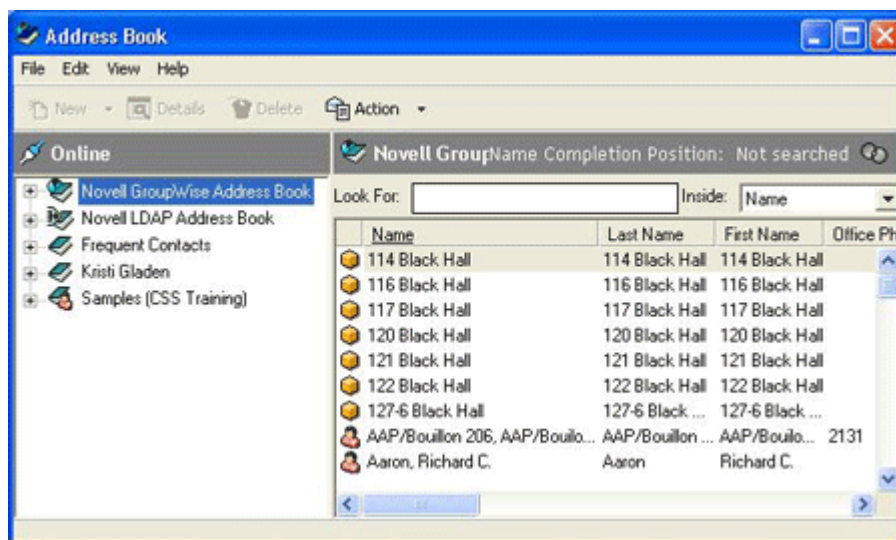 Address Book
File Edit View Help
New Details Delete Action
Online
Novell GroupWise Address Book
Novell LDAP Address Book
Frequent Contacts
Kristi Gladen
Samples (CSS Training)
Novell GroupName Completion Position: Not searched
Look For: Inside: Name
Name Last Name First Name Office Ph
114 Black Hall 114 Black Hall 114 Black Hall
116 Black Hall 116 Black Hall 116 Black Hall
117 Black Hall 117 Black Hall 117 Black Hall
120 Black Hall 120 Black Hall 120 Black Hall
121 Black Hall 121 Black Hall 121 Black Hall
122 Black Hall 122 Black Hall 122 Black Hall
127-6 Black Hall 127-6 Black ... 127-6 Black ...
AAP/Bouillon 206, AAP/Bouilo... AAP/Bouillon ... AAP/Bouilo... 2131
Aaron, Richard C. Aaron Richard C.